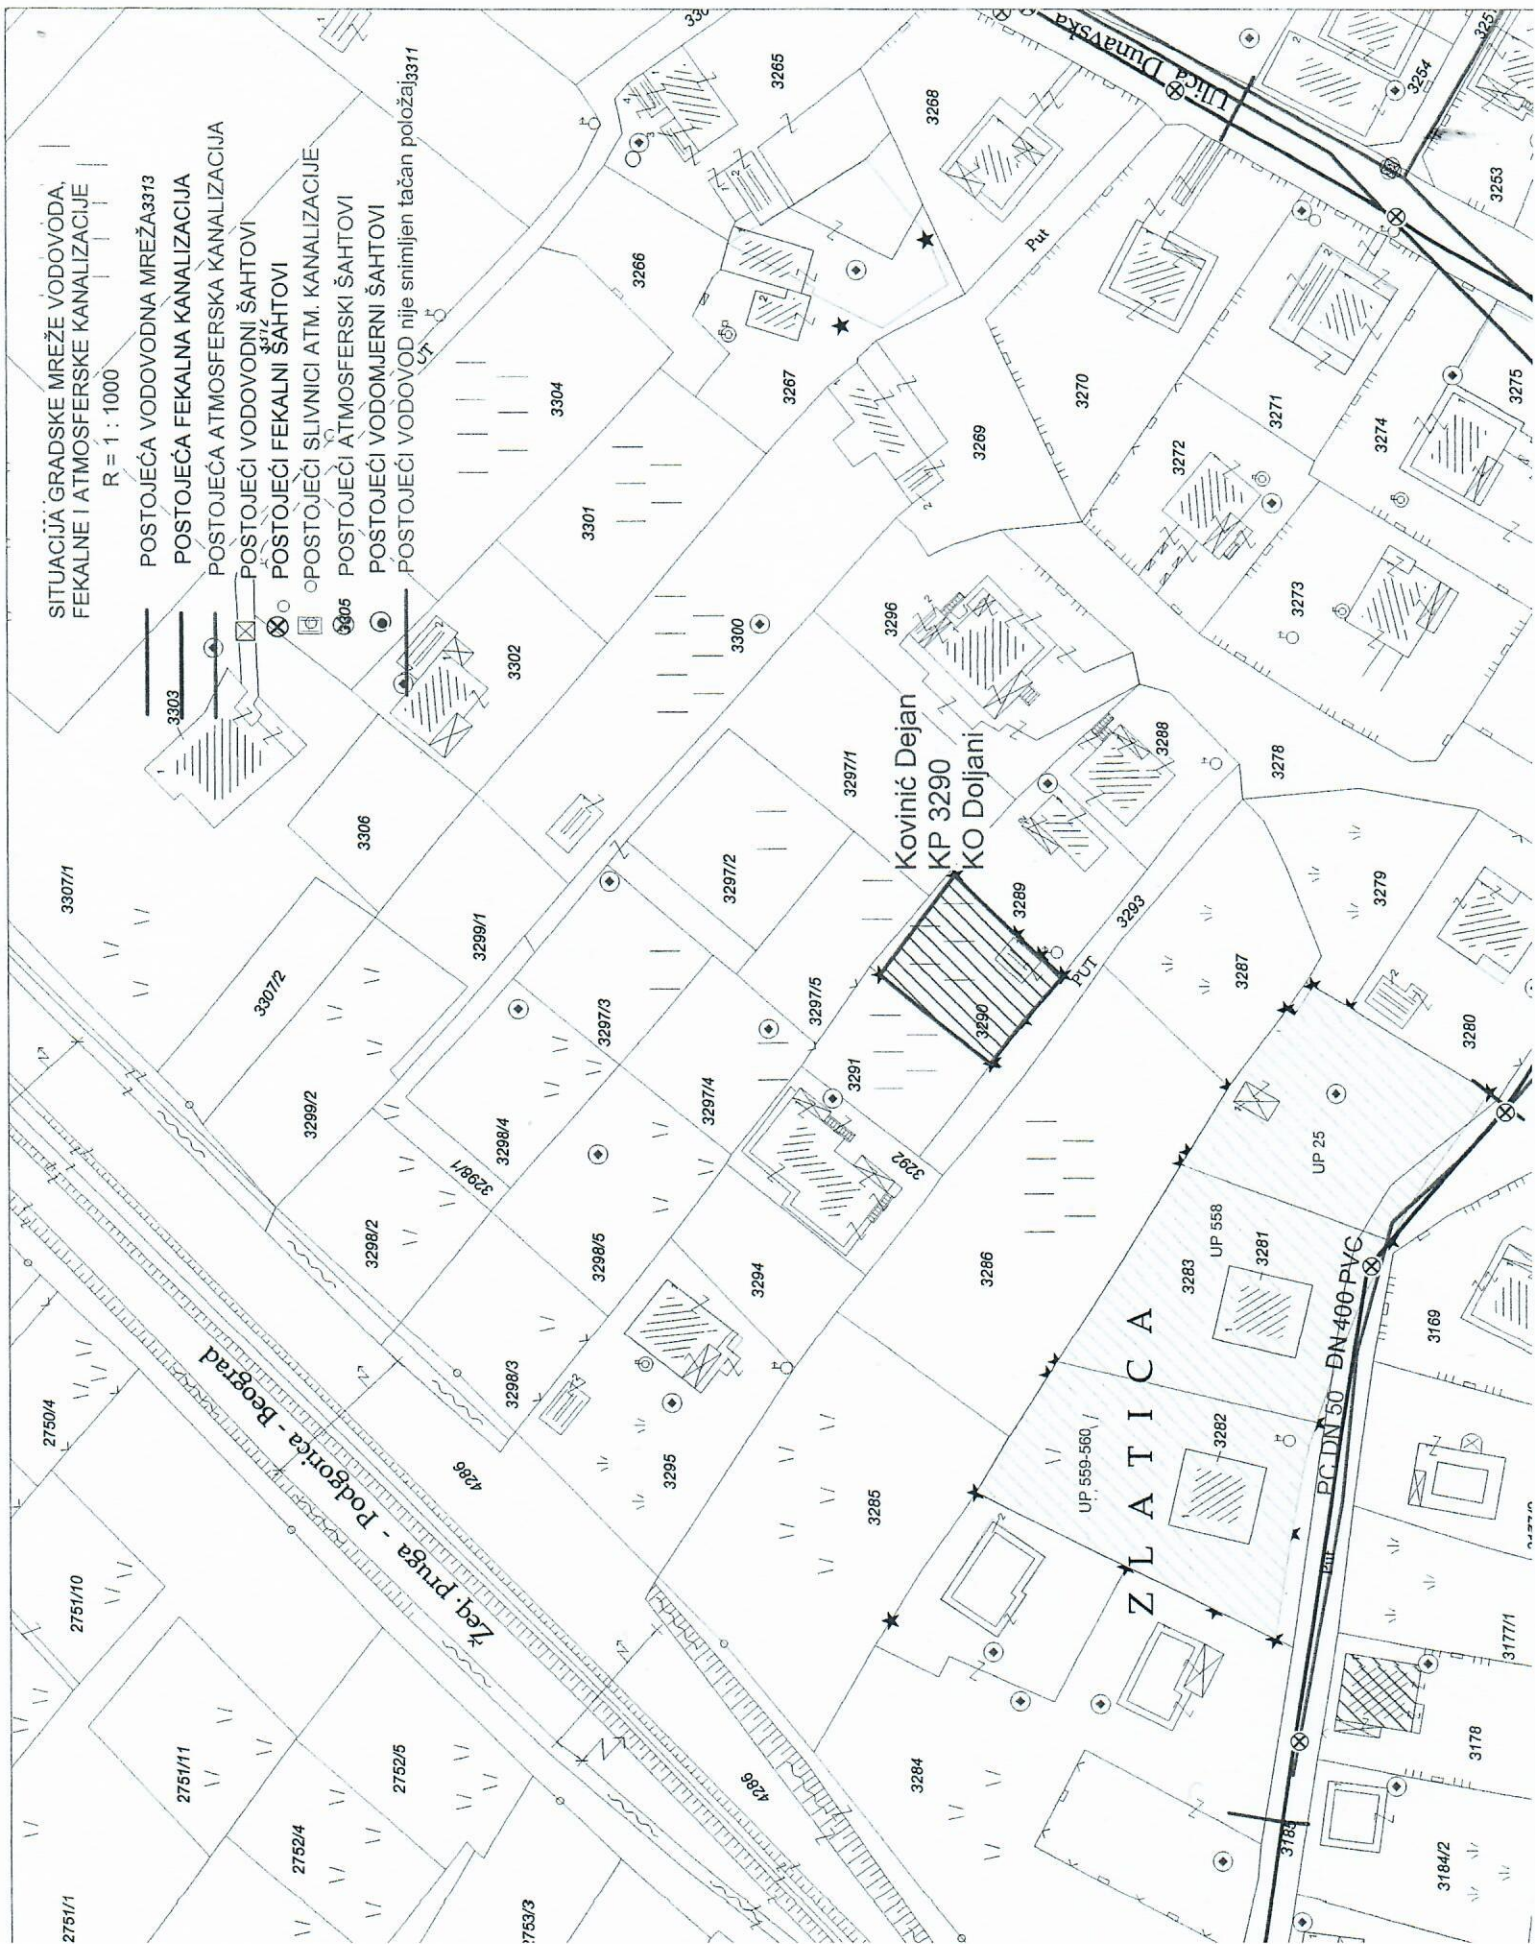 SITUACIJA GRADSKE MREŽE VODOVODA,
FEKALNE I ATMOSFERSKE KANALIZACIJE
R = 1 : 1000
POSTOJEĆA VODOVODNA MREŽA
3313
POSTOJEĆA FEKALNA KANALIZACIJA
POSTOJEĆA ATMOSFERSKA KANALIZACIJA
POSTOJEĆI VODOVODNI ŠAHTOVI
POSTOJEĆI FEKALNI ŠAHTOVI
POSTOJEĆI SLIVNICI ATM. KANALIZACIJE
POSTOJEĆI ATMOSFERSKI ŠAHTOVI
POSTOJEĆI VODOMJERNI ŠAHTOVI
POSTOJEĆI VODOVOD nije snimljen tačan položaj
3311
3303
3302
3307/1
3306
3307/2
3299/1
3299/2
3301
3304
3300
3266
3265
3268
3267
3269
3270
3271
3272
3273
3274
3275
3253
3254
Ulica Dunavska
Put
3296
3297/1
3297/2
3297/3
3297/4
3297/5
3298/1
3298/2
3298/3
3298/4
3298/5
Kovinić Dejan
KP 3290
KO Doljani
3288
3289
3290
3291
3292
3293
PUT
3294
3295
3278
3279
3280
3287
3286
3285
3284
3283
3281
3282
UP 25
UP 558
UP 559-560
ZLATICA
PC DN 50
DN 400 PVC
Put
3169
3177/1
3178
3184/2
3185
4286
4286
Žeq. pruga - Podgorica - Beograd
2750/4
2751/10
2751/11
2751/1
2752/4
2752/5
2753/3